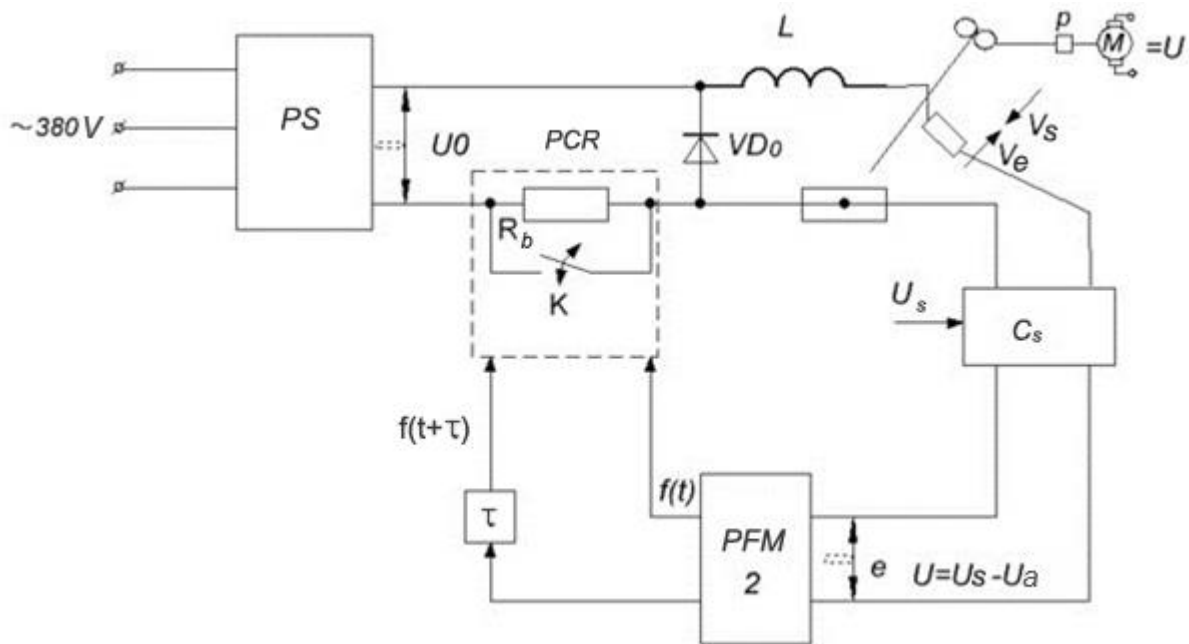 L
p
M
=U
~380V
PS
U0
PCR
VD0
Vs
Ve
Rb
K
Us
Cs
f(t+τ)
f(t)
τ
PFM
2
e
U=Us-Ua